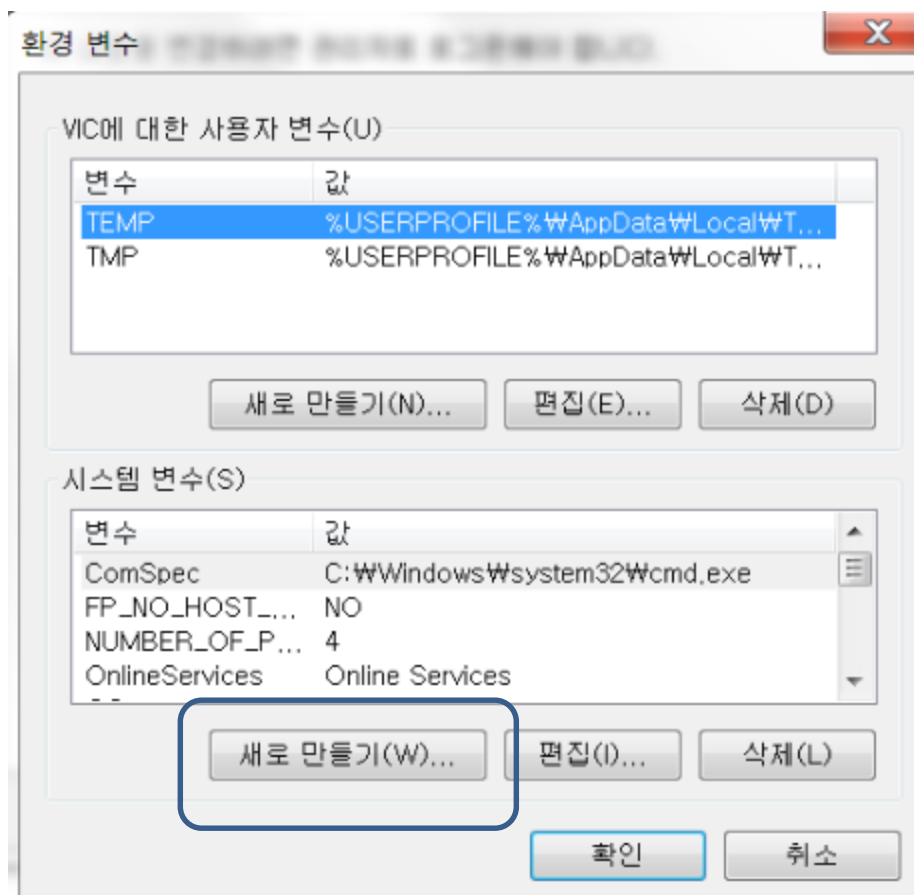 환경 변수
VIC에 대한 사용자 변수(U)
변수 값
TEMP %USERPROFILE%₩AppData₩Local₩T...
TMP %USERPROFILE%₩AppData₩Local₩T...
새로 만들기(N)... 편집(E)... 삭제(D)
시스템 변수(S)
변수 값
ComSpec C:₩Windows₩system32₩cmd.exe
FP_NO_HOST_... NO
NUMBER_OF_P... 4
OnlineServices Online Services
새로 만들기(W)... 편집(I)... 삭제(L)
확인 취소